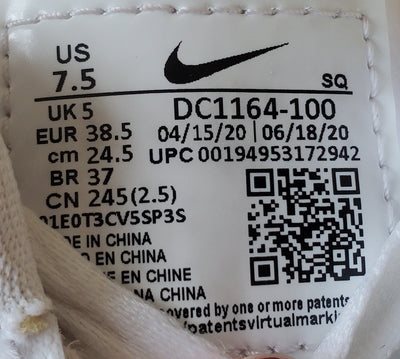 US
7.5
SQ
UK 5
DC1164-100
EUR 38.5
04/15/20 | 06/18/20
cm 24.5
UPC 00194953172942
BR 37
CN 245(2.5)
01E0T3CV5SP3S
DE IN CHINA
O EN CHINA
E EN CHINE
NA CHINA
covered by one or more patents
/patentsvirtualmarki